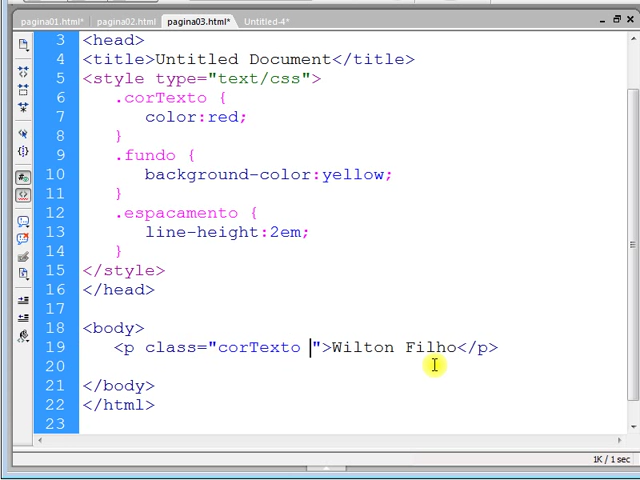 pagina01.html* pagina02.html pagina03.html* Untitled-4*
3 <head>
4 <title>Untitled Document</title>
5 <style type="text/css">
6 .corTexto {
7 color:red;
8 }
9 .fundo {
10 background-color:yellow;
11 }
12 .espacamento {
13 line-height:2em;
14 }
15 </style>
16 </head>
17
18 <body>
19 <p class="corTexto ">Wilton Filho</p>
20
21 </body>
22 </html>
23
1K / 1 sec